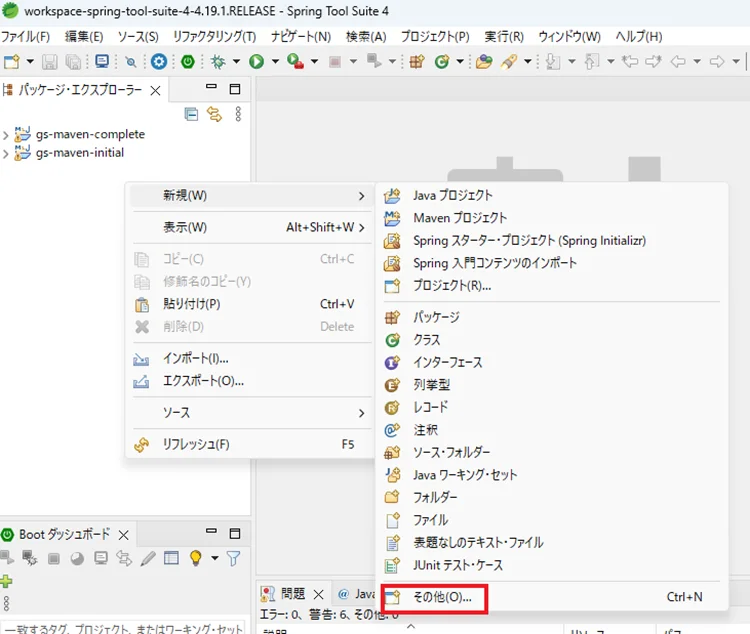 workspace-spring-tool-suite-4-4.19.1.RELEASE - Spring Tool Suite 4
ファイル(F) 編集(E) ソース(S) リファクタリング(T) ナビゲート(N) 検索(A) プロジェクト(P) 実行(R) ウィンドウ(W) ヘルプ(H)
パッケージ・エクスプローラー
gs-maven-complete
gs-maven-initial
新規(W)
表示(W) Alt+Shift+W
コピー(C) Ctrl+C
修飾名のコピー(Y)
貼り付け(P) Ctrl+V
削除(D) Delete
インポート(I)...
エクスポート(O)...
ソース
リフレッシュ(F) F5
Java プロジェクト
Maven プロジェクト
Spring スターター・プロジェクト (Spring Initializr)
Spring 入門コンテンツのインポート
プロジェクト(R)...
パッケージ
クラス
インターフェース
列挙型
レコード
注釈
ソース・フォルダー
Java ワーキング・セット
フォルダー
ファイル
表題なしのテキスト・ファイル
JUnit テスト・ケース
その他(O)... Ctrl+N
Boot ダッシュボード
一致するタグ、プロジェクト、またはワーキング・セット
問題 @ Java
エラー: 0、警告: 6、その他: 0
説明